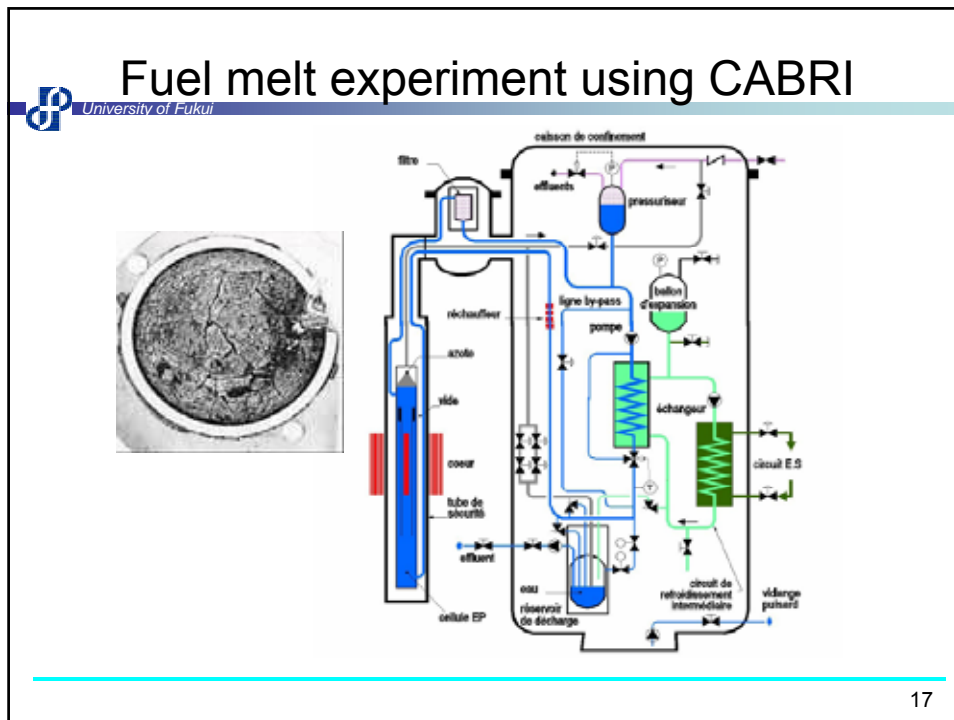 Fuel melt experiment using CABRI
University of Fukui
caisson de confinement
filtre
P
effluents
pressuriseur
P
ballon
d'expansion
ligne by-pass
réchauffeur
pompe
azote
vide
échangeur
coeur
circuit E.S
tube de
sécurité
T
effluent
eau
réservoir
de décharge
circuit de
refroidissement
intermédiaire
vidange
puisard
cellule EP
17